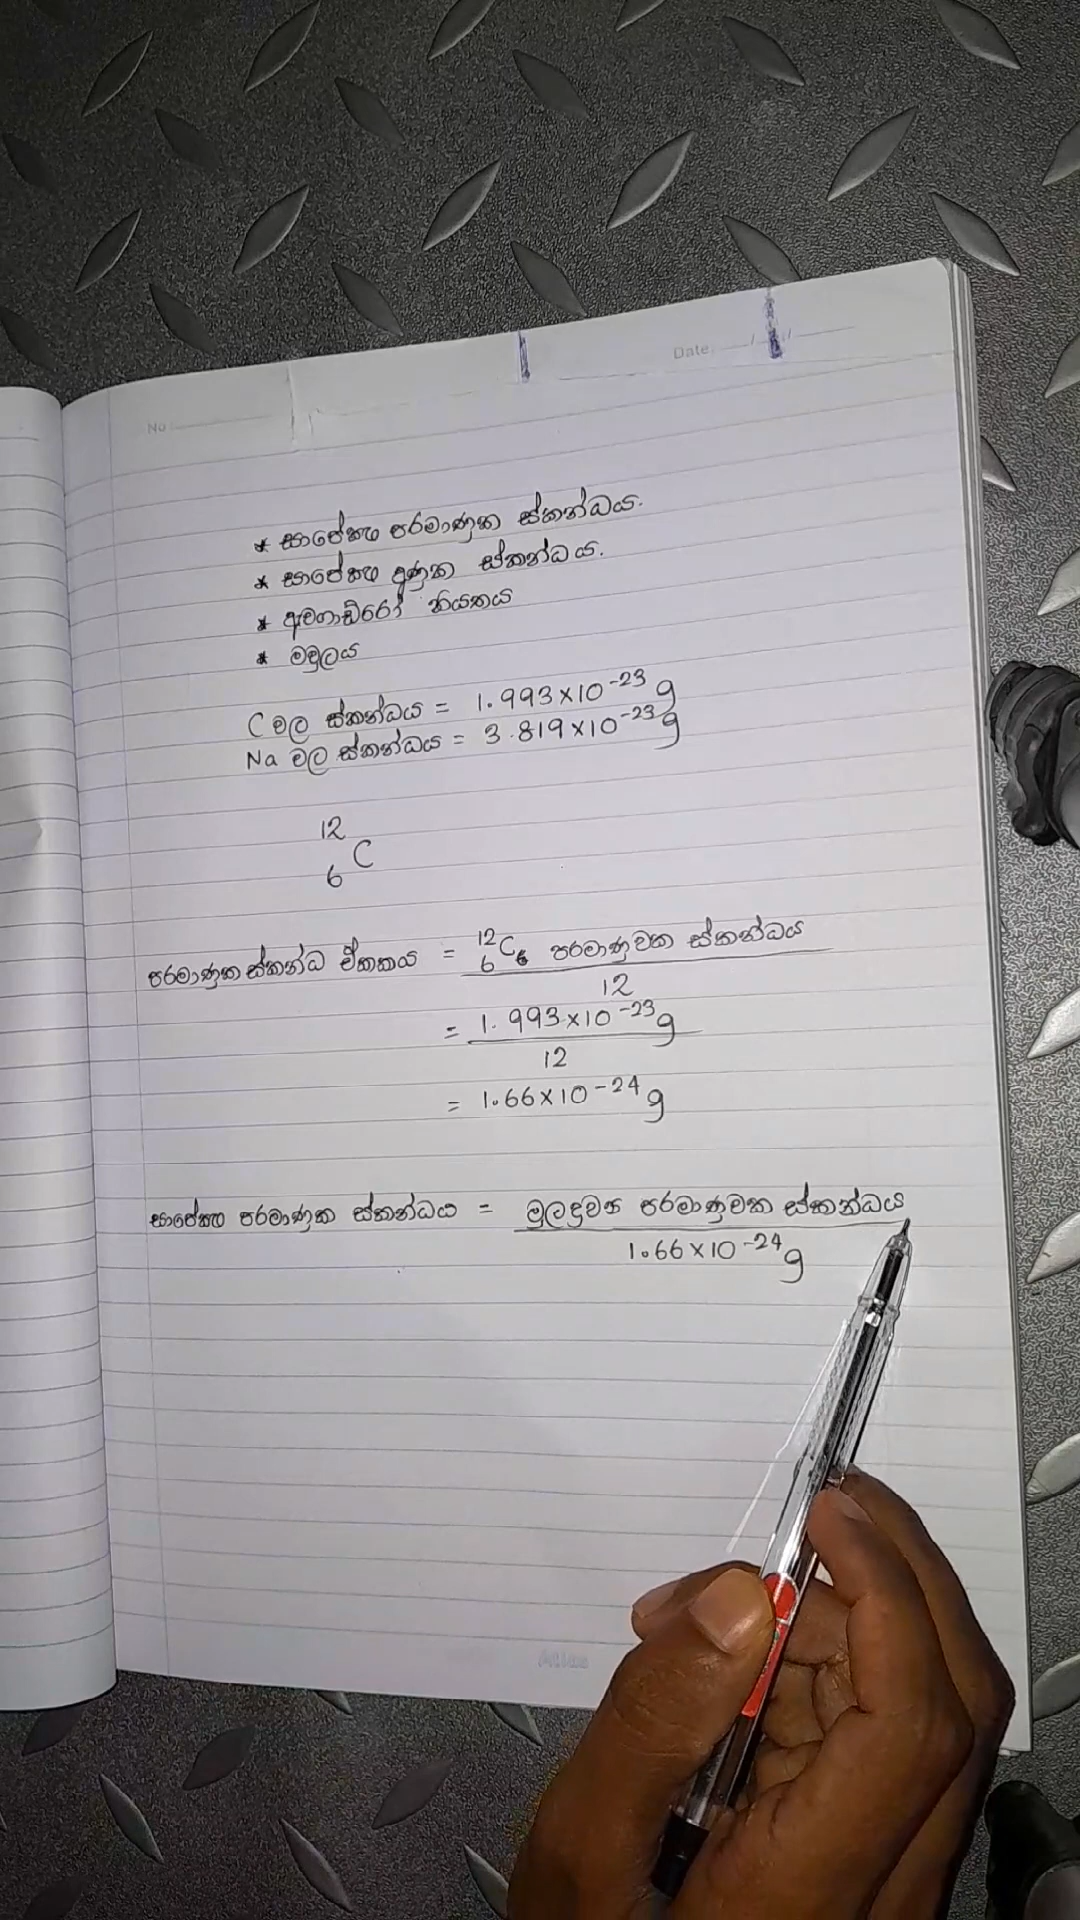 No
Date / /
* සාපේක්ෂ පරමාණුක ස්කන්ධය.
* සාපේක්ෂ අණුක ස්කන්ධය.
* ඇවගාඩ්රෝ නියතය
* මවුලය
C වල ස්කන්ධය = 1.993×10⁻²³ g
Na වල ස්කන්ධය = 3.819×10⁻²³ g
12
C
6
පරමාණුක ස්කන්ධ ඒකකය = ¹²₆C පරමාණුවක ස්කන්ධය
12
= 1.993×10⁻²³ g
12
= 1.66×10⁻²⁴ g
සාපේක්ෂ පරමාණුක ස්කන්ධය = මූලද්‍රව්‍ය පරමාණුවක ස්කන්ධය
1.66×10⁻²⁴ g
Atlas